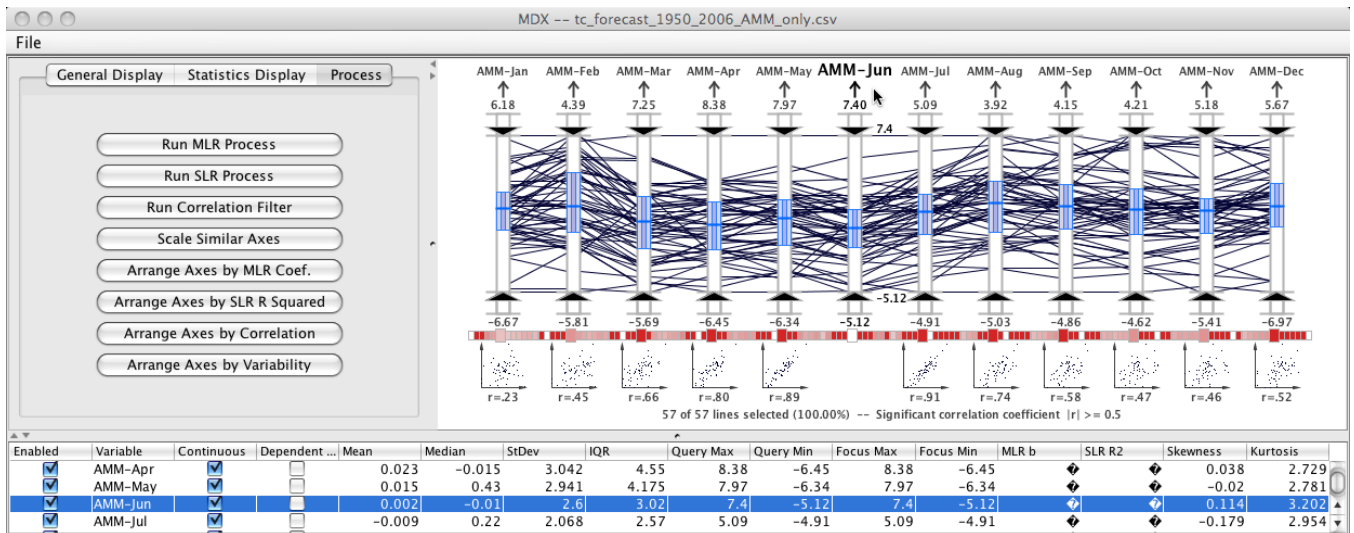 MDX -- tc_forecast_1950_2006_AMM_only.csv
File
General Display Statistics Display Process
Run MLR Process
Run SLR Process
Run Correlation Filter
Scale Similar Axes
Arrange Axes by MLR Coef.
Arrange Axes by SLR R Squared
Arrange Axes by Correlation
Arrange Axes by Variability
AMM-Jan AMM-Feb AMM-Mar AMM-Apr AMM-May AMM-Jun AMM-Jul AMM-Aug AMM-Sep AMM-Oct AMM-Nov AMM-Dec
6.18 4.39 7.25 8.38 7.97 7.40 5.09 3.92 4.15 4.21 5.18 5.67
7.4
-5.12
-6.67 -5.81 -5.69 -6.45 -6.34 -5.12 -4.91 -5.03 -4.86 -4.62 -5.41 -6.97
r=.23 r=.45 r=.66 r=.80 r=.89 r=.91 r=.74 r=.58 r=.47 r=.46 r=.52
57 of 57 lines selected (100.00%) -- Significant correlation coefficient |r| >= 0.5
Enabled Variable Continuous Dependent ... Mean Median StDev IQR Query Max Query Min Focus Max Focus Min MLR b SLR R2 Skewness Kurtosis
AMM-Apr 0.023 -0.015 3.042 4.55 8.38 -6.45 8.38 -6.45 � � 0.038 2.729
AMM-May 0.015 0.43 2.941 4.175 7.97 -6.34 7.97 -6.34 � � -0.02 2.781
AMM-Jun 0.002 -0.01 2.6 3.02 7.4 -5.12 7.4 -5.12 � � 0.114 3.202
AMM-Jul -0.009 0.22 2.068 2.57 5.09 -4.91 5.09 -4.91 � � -0.179 2.954